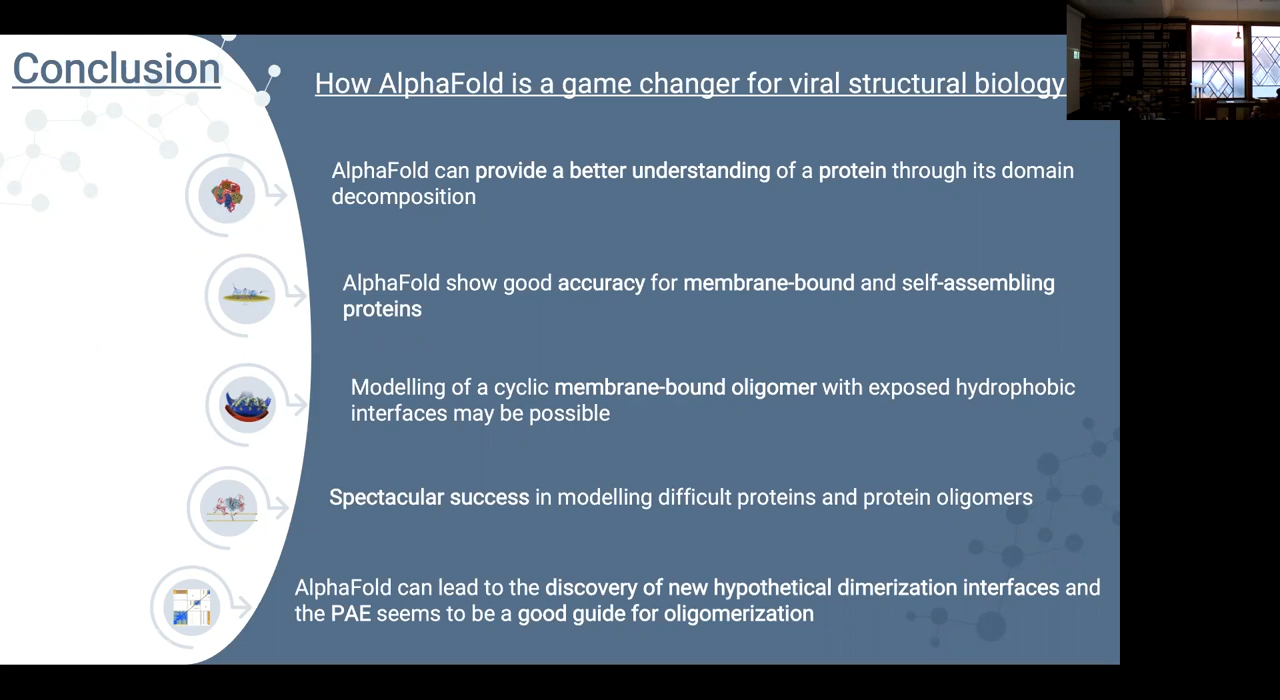 Conclusion
How AlphaFold is a game changer for viral structural biology
AlphaFold can provide a better understanding of a protein through its domain
decomposition
AlphaFold show good accuracy for membrane-bound and self-assembling
proteins
Modelling of a cyclic membrane-bound oligomer with exposed hydrophobic
interfaces may be possible
Spectacular success in modelling difficult proteins and protein oligomers
AlphaFold can lead to the discovery of new hypothetical dimerization interfaces and
the PAE seems to be a good guide for oligomerization